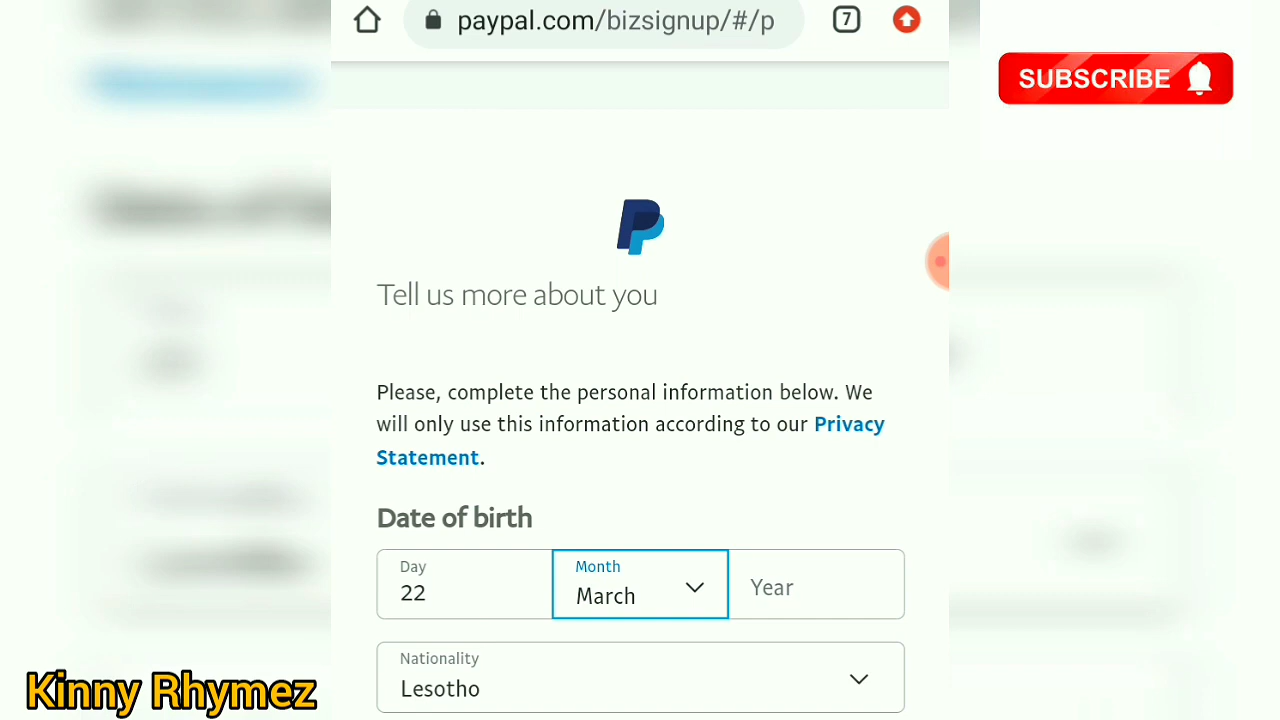 paypal.com/bizsignup/#/p
7
SUBSCRIBE
Tell us more about you
Please, complete the personal information below. We
will only use this information according to our Privacy
Statement.
Date of birth
Day
22
Month
March
Year
Nationality
Lesotho
Kinny Rhymez